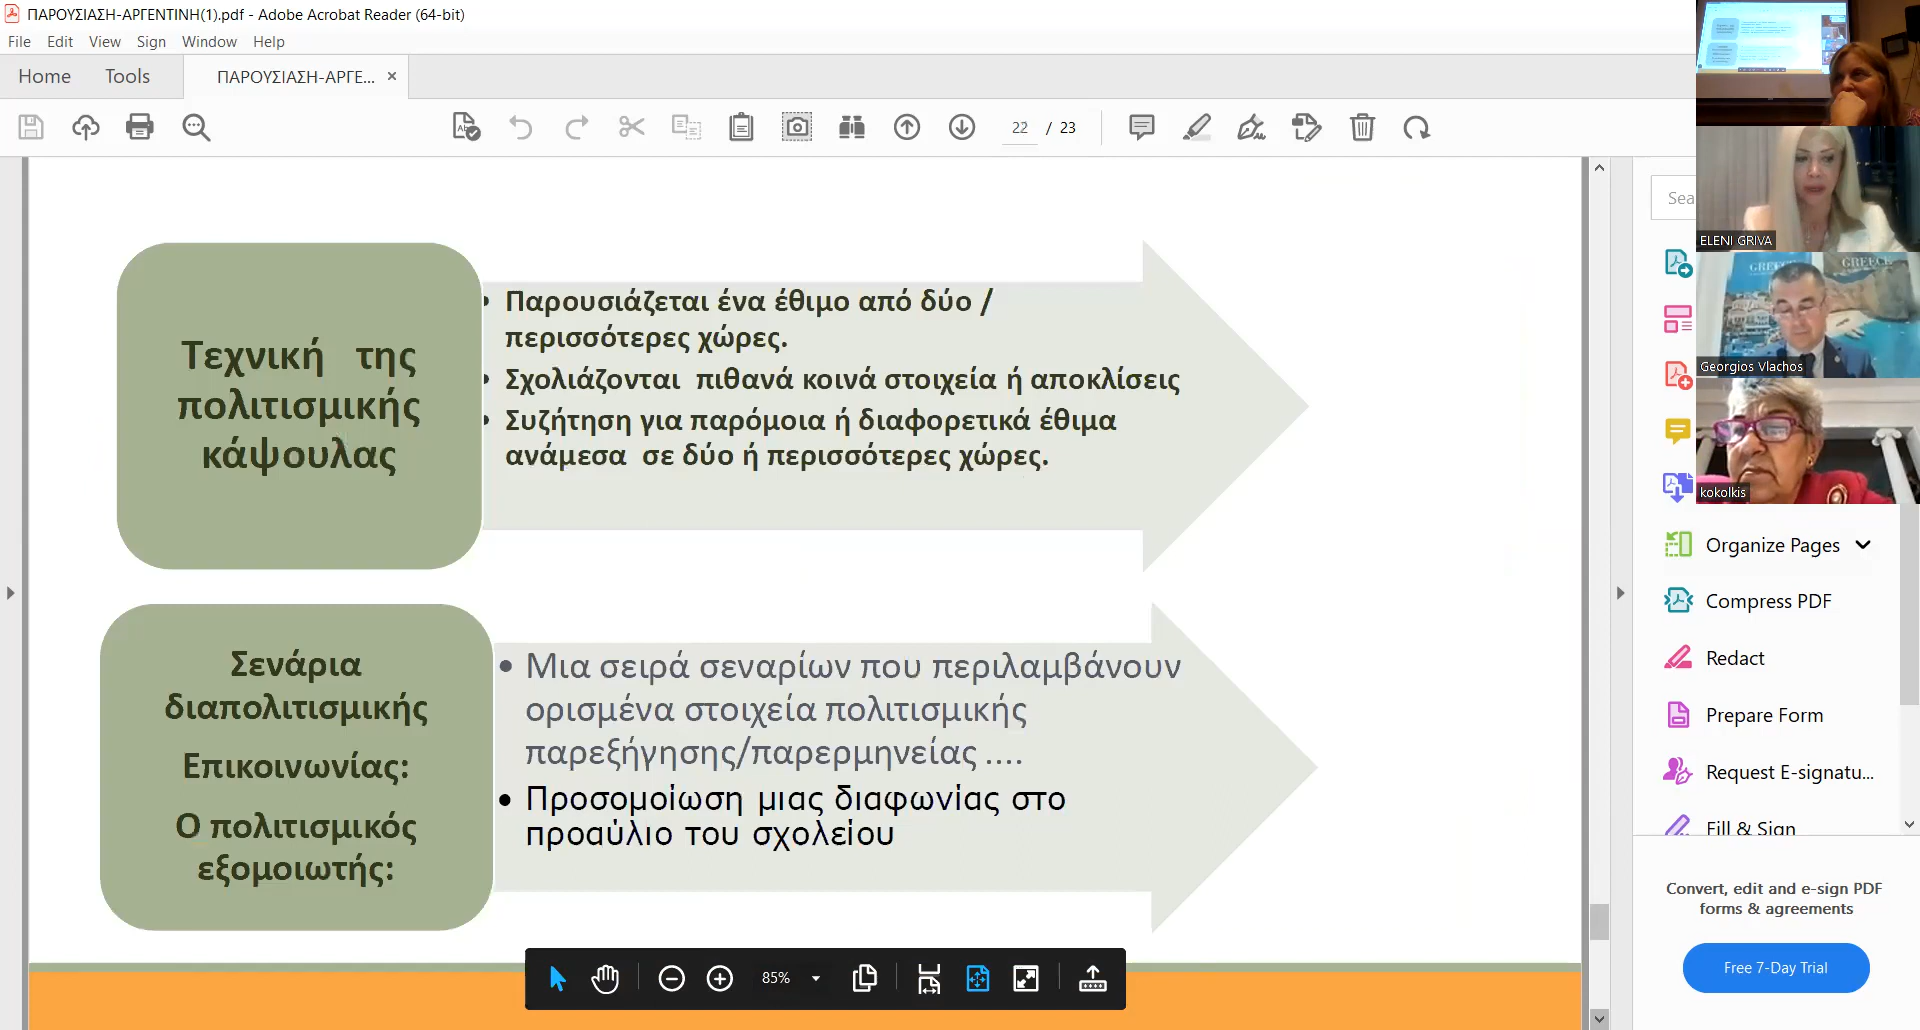 ΠΑΡΟΥΣΙΑΣΗ-ΑΡΓΕΝΤΙΝΗ(1).pdf - Adobe Acrobat Reader (64-bit)
File Edit View Sign Window Help
Home Tools ΠΑΡΟΥΣΙΑΣΗ-ΑΡΓΕ... ×
22 / 23
Τεχνική της
πολιτισμικής
κάψουλας
• Παρουσιάζεται ένα έθιμο από δύο /
περισσότερες χώρες.
• Σχολιάζονται πιθανά κοινά στοιχεία ή αποκλίσεις
• Συζήτηση για παρόμοια ή διαφορετικά έθιμα
ανάμεσα σε δύο ή περισσότερες χώρες.
Σενάρια
διαπολιτισμικής
Επικοινωνίας:
Ο πολιτισμικός
εξομοιωτής:
• Μια σειρά σεναρίων που περιλαμβάνουν
ορισμένα στοιχεία πολιτισμικής
παρεξήγησης/παρερμηνείας ....
• Προσομοίωση μιας διαφωνίας στο
προαύλιο του σχολείου
85%
Sea
ELENI GRIVA
GREECE GREECE
Georgios Vlachos
kokolkis
Organize Pages
Compress PDF
Redact
Prepare Form
Request E-signatu...
Fill & Sign
Convert, edit and e-sign PDF
forms & agreements
Free 7-Day Trial